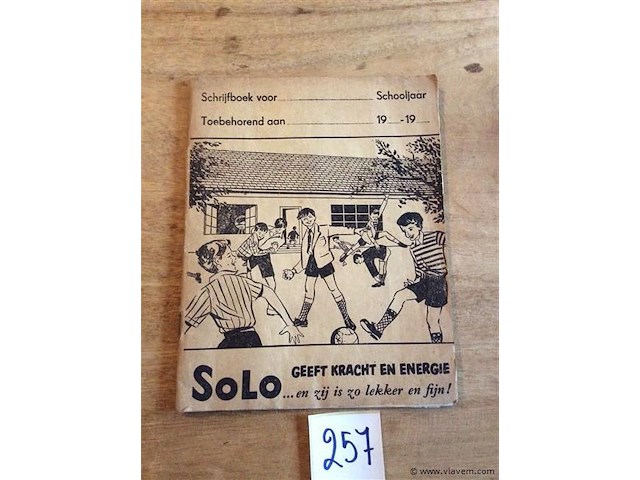 Schrijfboek voor Schooljaar
Toebehorend aan 19 -19
SoLo GEEFT KRACHT EN ENERGIE
...en zij is zo lekker en fijn!
257
© www.vlavem.com